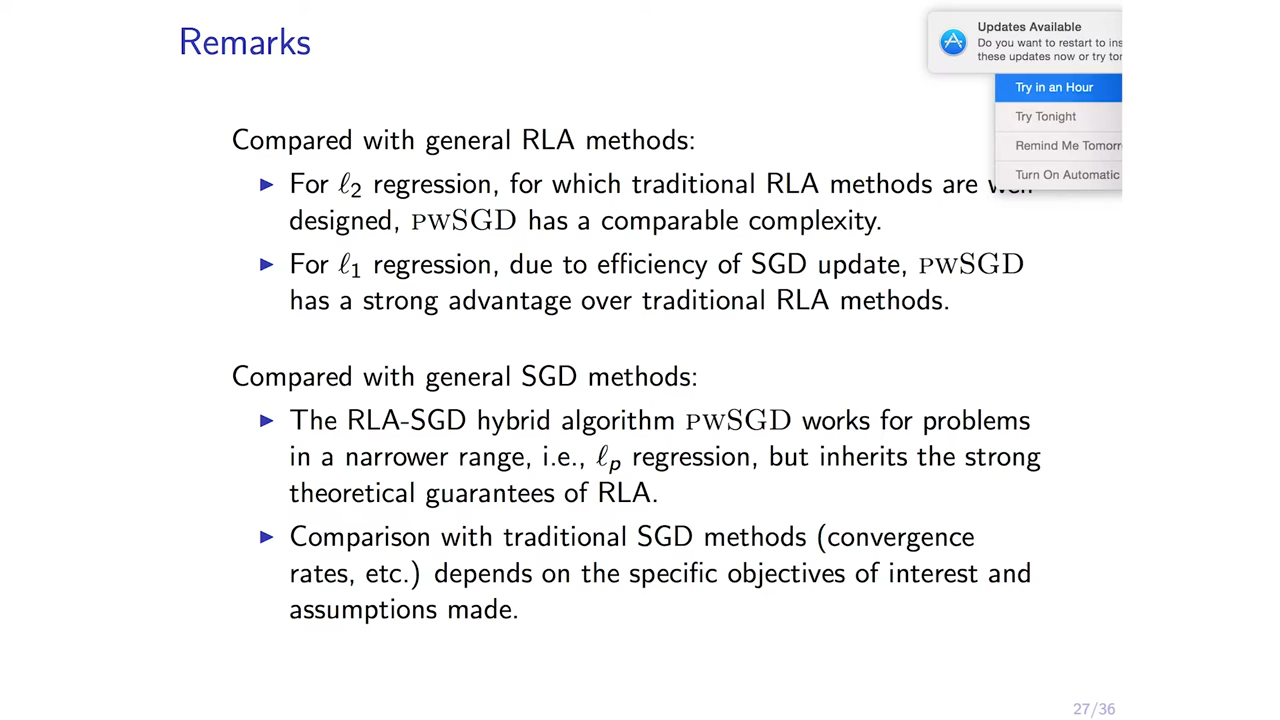 Remarks
Updates Available
Do you want to restart to
these updates now or try
Try in an Hour
Try Tonight
Remind Me
Turn On Automatic
Compared with general RLA methods:
▶ For ℓ2 regression, for which traditional RLA methods are well
designed, PWSGD has a comparable complexity.
▶ For ℓ1 regression, due to efficiency of SGD update, PWSGD
has a strong advantage over traditional RLA methods.
Compared with general SGD methods:
▶ The RLA-SGD hybrid algorithm PWSGD works for problems
in a narrower range, i.e., ℓp regression, but inherits the strong
theoretical guarantees of RLA.
▶ Comparison with traditional SGD methods (convergence
rates, etc.) depends on the specific objectives of interest and
assumptions made.
27/36